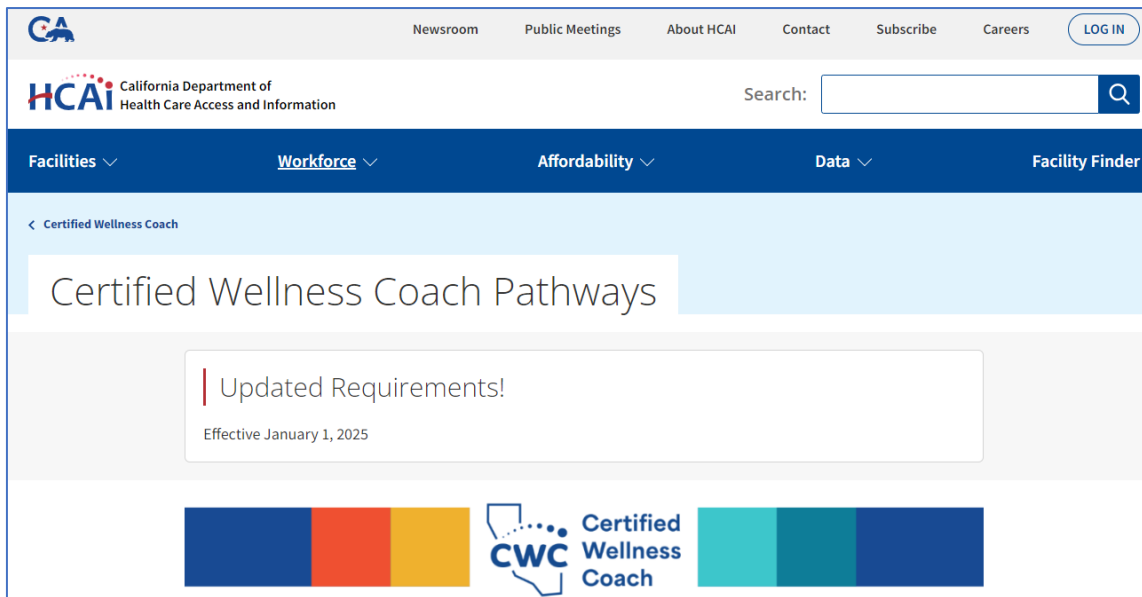 CA
Newsroom Public Meetings About HCAI Contact Subscribe Careers LOG IN
HCAi California Department of
Health Care Access and Information
Search:
Facilities Workforce Affordability Data Facility Finder
Certified Wellness Coach
Certified Wellness Coach Pathways
Updated Requirements!
Effective January 1, 2025
CWC Certified
Wellness
Coach